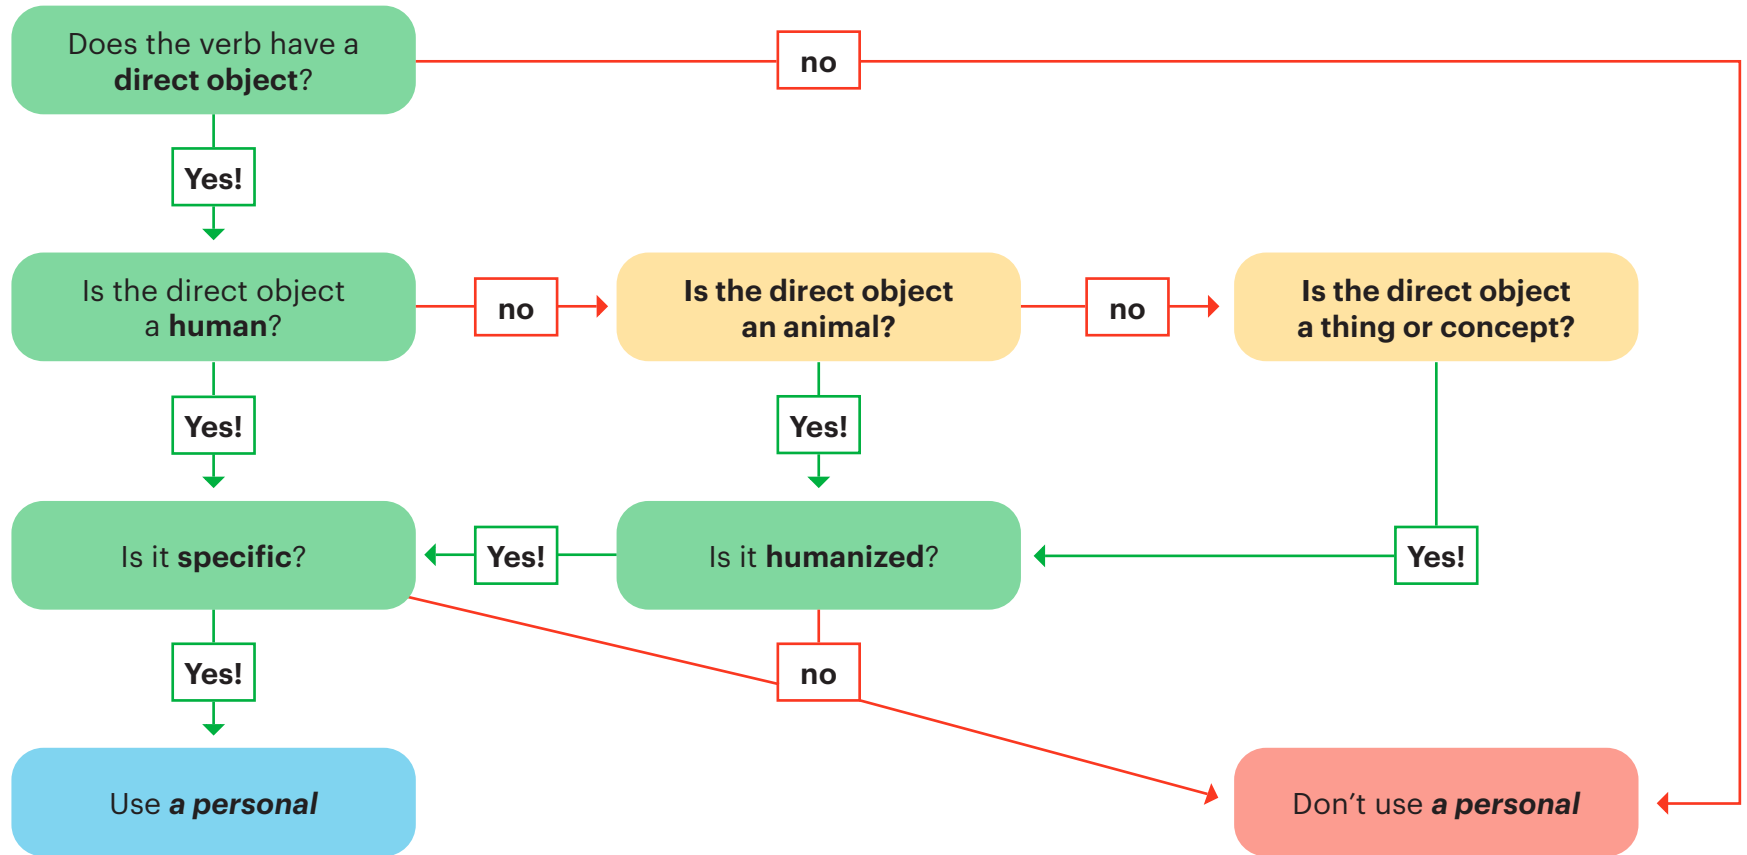 Does the verb have a
direct object?
no
Yes!
Is the direct object
a human?
no
Is the direct object
an animal?
no
Is the direct object
a thing or concept?
Yes!
Yes!
Is it specific?
Yes!
Is it humanized?
Yes!
Yes!
no
Use a personal
Don't use a personal